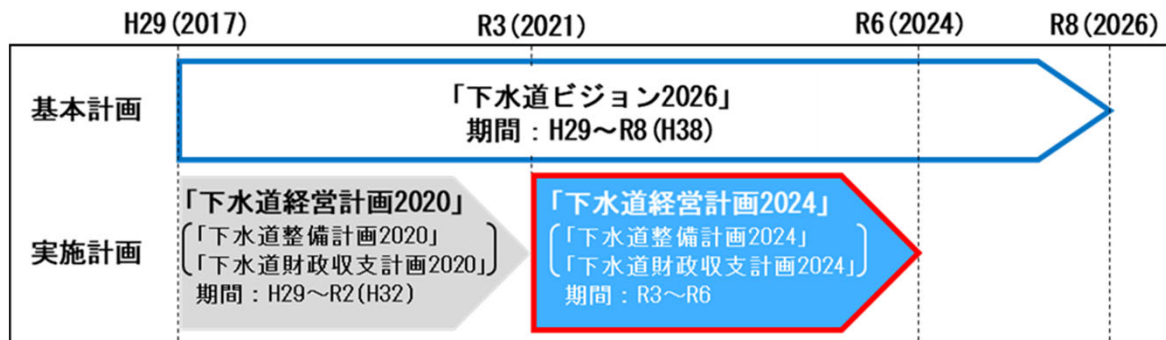 H29(2017)
R3(2021)
R6(2024)
R8(2026)
基本計画
「下水道ビジョン2026」
期間：H29～R8(H38)
実施計画
「下水道経営計画2020」
「下水道整備計画2020」
「下水道財政収支計画2020」
期間：H29～R2(H32)
「下水道経営計画2024」
「下水道整備計画2024」
「下水道財政収支計画2024」
期間：R3～R6